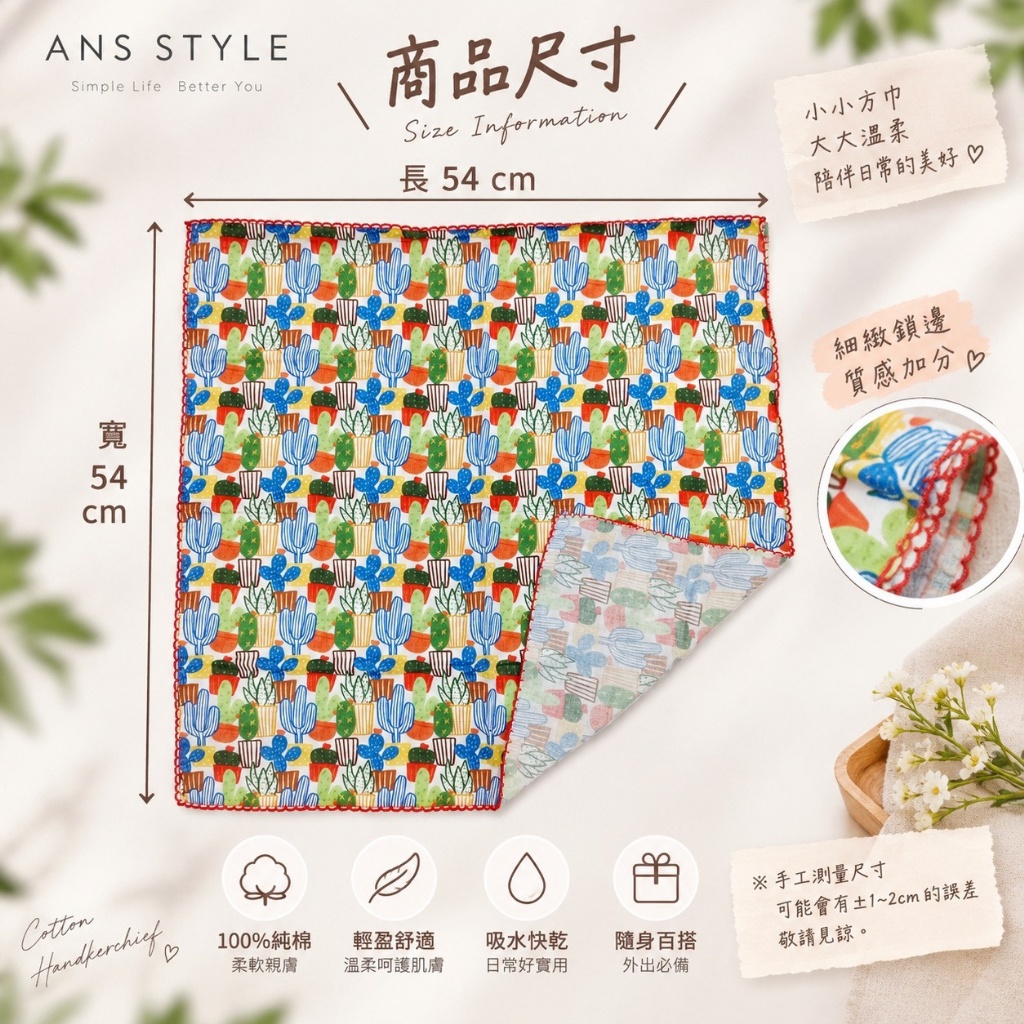 ANS STYLE
Simple Life Better You
商品尺寸
Size Information
小小方巾
大大溫柔
陪伴日常的美好♡
長 54 cm
寬
54
cm
細緻鎖邊
質感加分♡
100%純棉
柔軟親膚
輕盈舒適
溫柔呵護肌膚
吸水快乾
日常好實用
隨身百搭
外出必備
※ 手工測量尺寸
可能會有±1~2cm的誤差
敬請見諒。
Cotton
Handkerchief♡